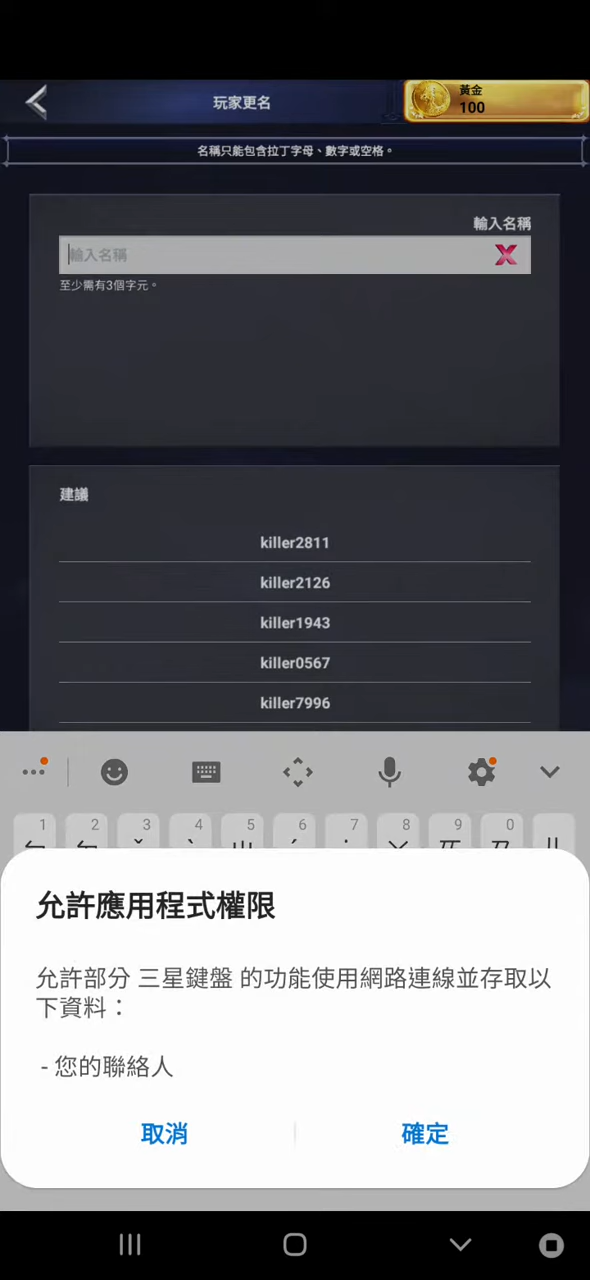 玩家更名
黃金
100
名稱只能包含拉丁字母、數字或空格。
輸入名稱
輸入名稱
至少需有3個字元。
建議
killer2811
killer2126
killer1943
killer0567
killer7996
1 2 3 4 5 6 7 8 9 0
允許應用程式權限
允許部分 三星鍵盤 的功能使用網路連線並存取以
下資料：
- 您的聯絡人
取消 確定